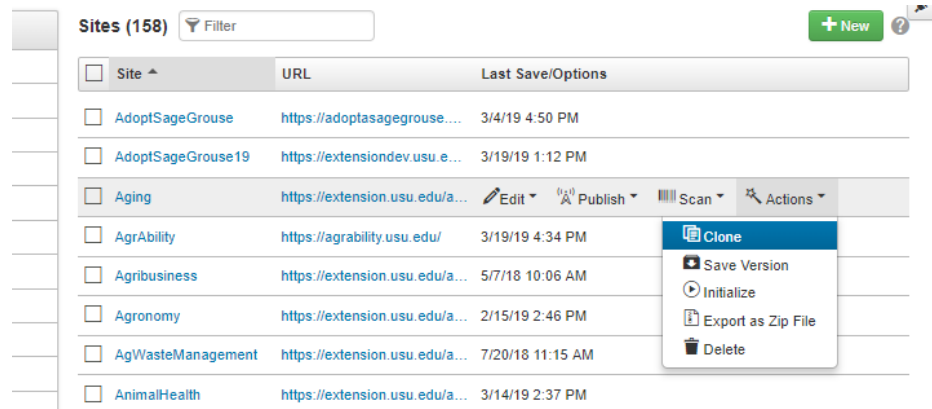 Sites (158) Filter New
Site URL Last Save/Options
AdoptSageGrouse https://adoptasagegrouse.... 3/4/19 4:50 PM
AdoptSageGrouse19 https://extensiondev.usu.e... 3/19/19 1:12 PM
Aging https://extension.usu.edu/a... Edit Publish Scan Actions
Clone
AgrAbility https://agrability.usu.edu/ 3/19/19 4:34 PM
Save Version
Agribusiness https://extension.usu.edu/a... 5/7/18 10:06 AM
Initialize
Agronomy https://extension.usu.edu/a... 2/15/19 2:46 PM
Export as Zip File
AgWasteManagement https://extension.usu.edu/a... 7/20/18 11:15 AM
Delete
AnimalHealth https://extension.usu.edu/a... 3/14/19 2:37 PM